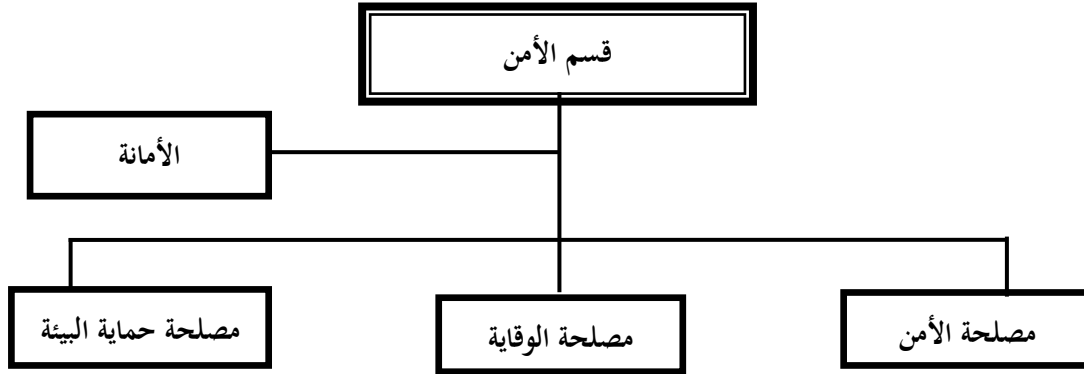 قسم الأمن
الأمانة
مصلحة الأمن
مصلحة الوقاية
مصلحة حماية البيئة